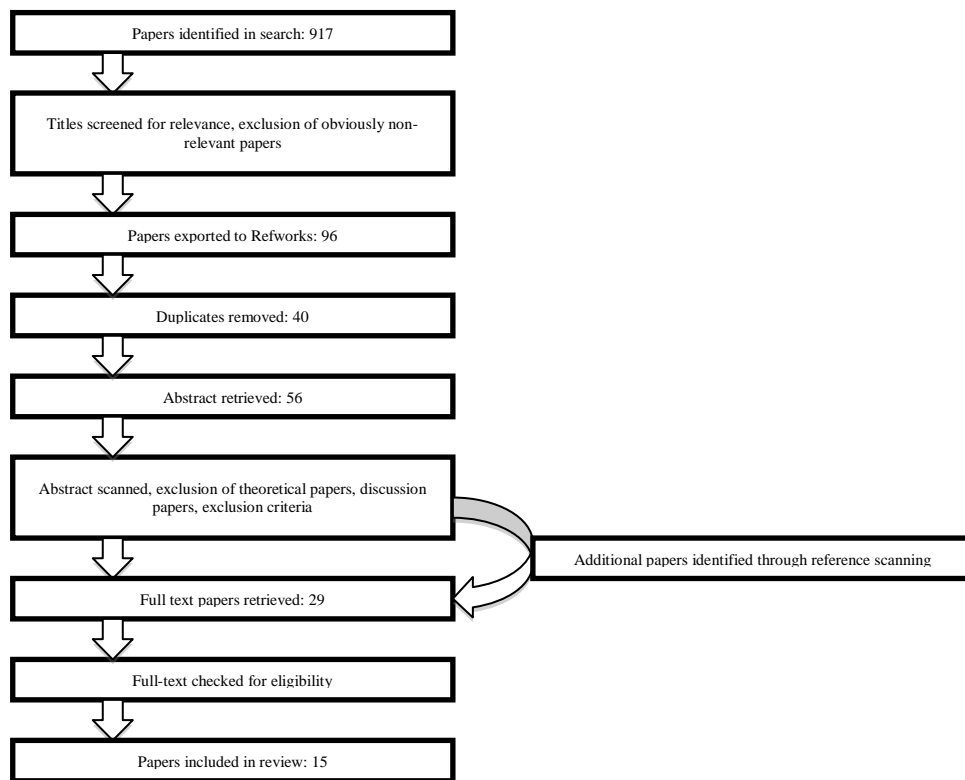 Papers identified in search: 917
Titles screened for relevance, exclusion of obviously non-
relevant papers
Papers exported to Refworks: 96
Duplicates removed: 40
Abstract retrieved: 56
Abstract scanned, exclusion of theoretical papers, discussion
papers, exclusion criteria
Additional papers identified through reference scanning
Full text papers retrieved: 29
Full-text checked for eligibility
Papers included in review: 15